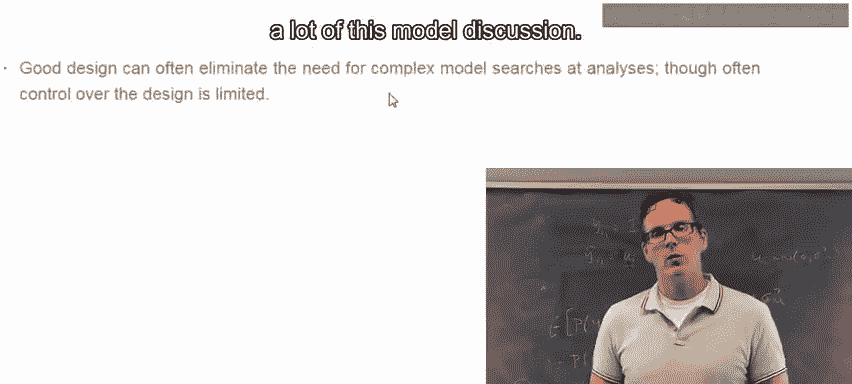 a lot of this model discussion.
· Good design can often eliminate the need for complex model searches at analyses; though often
control over the design is limited.